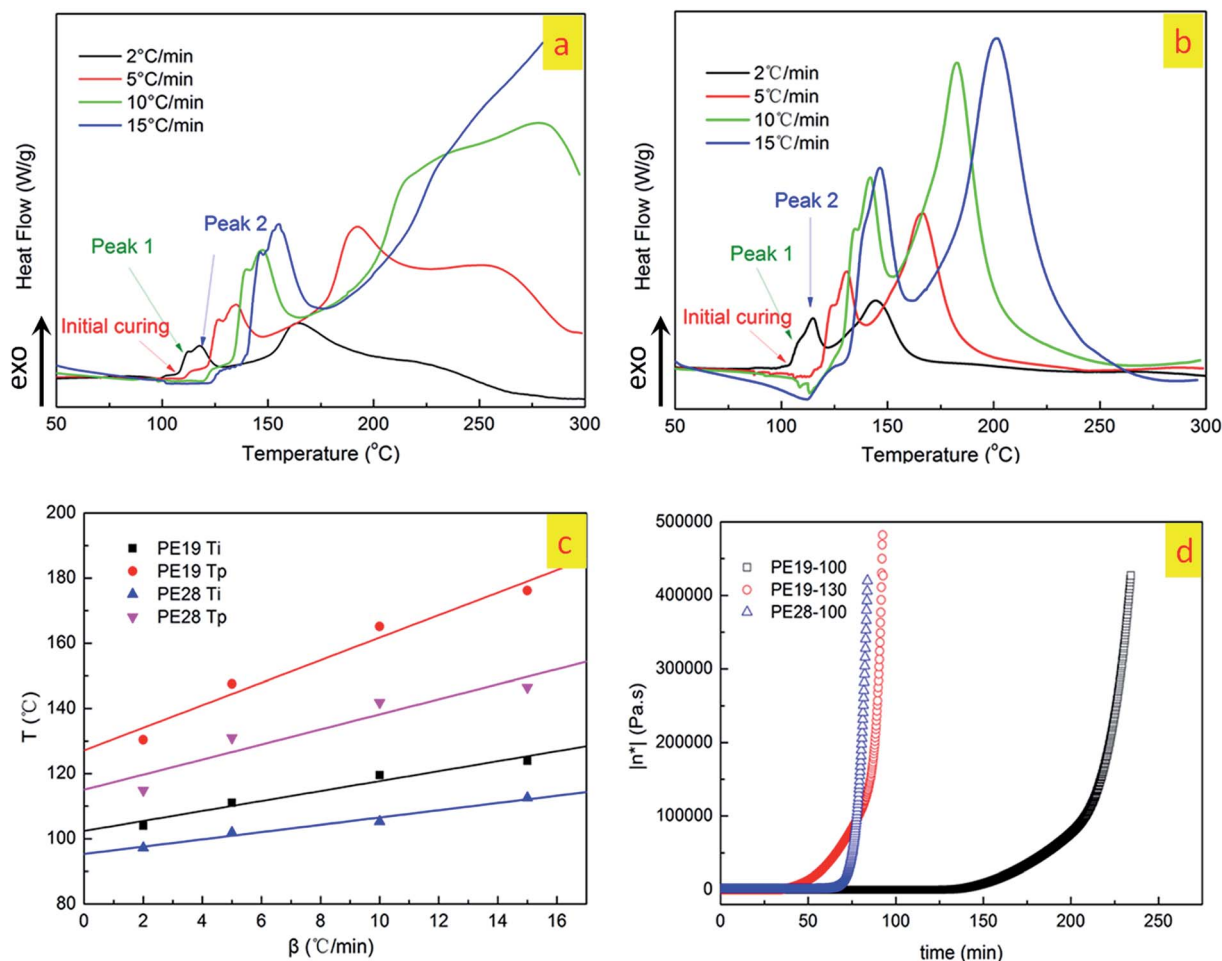 a
2°C/min
5°C/min
10°C/min
15°C/min
Peak 1
Peak 2
Initial curing
Heat Flow (W/g)
exo
50
100
150
200
250
300
Temperature (°C)
b
2℃/min
5℃/min
10℃/min
15℃/min
Peak 2
Peak 1
Initial curing
Heat Flow (W/g)
exo
50
100
150
200
250
300
Temperature (°C)
c
PE19 Ti
PE19 Tp
PE28 Ti
PE28 Tp
T (℃)
200
180
160
140
120
100
80
0
2
4
6
8
10
12
14
16
β (℃/min)
d
PE19-100
PE19-130
PE28-100
|n*| (Pa.s)
500000
400000
300000
200000
100000
0
0
50
100
150
200
250
time (min)